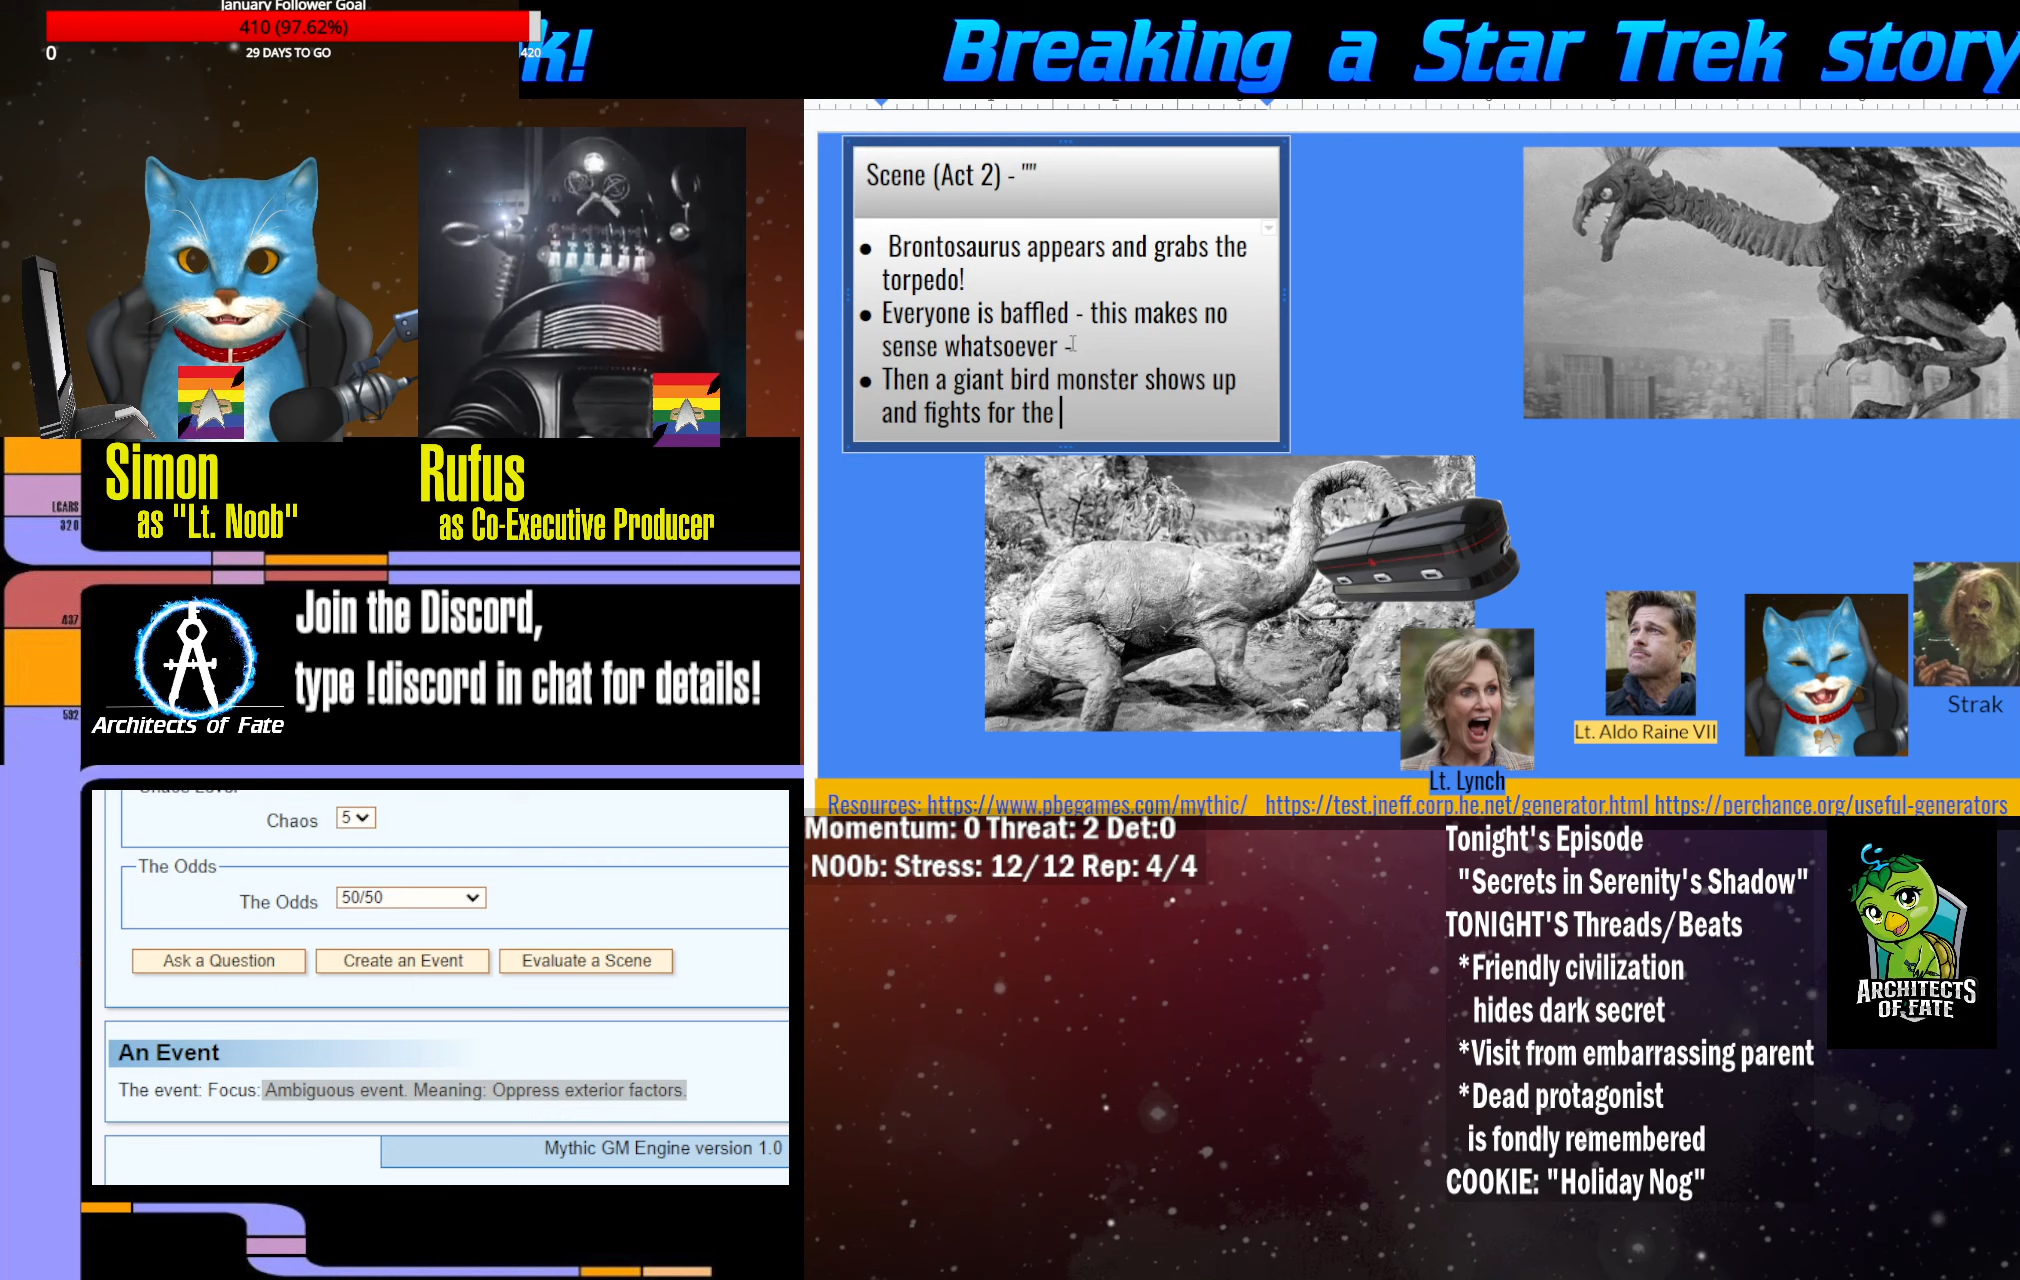 January Follower Goal
410 (97.62%)
0
29 DAYS TO GO
420
k!
Breaking a Star Trek story
Scene (Act 2) - ""
● Brontosaurus appears and grabs the
torpedo!
● Everyone is baffled - this makes no
sense whatsoever -
● Then a giant bird monster shows up
and fights for the
Simon
as "Lt. Noob"
Rufus
as Co-Executive Producer
LCARS
320
437
592
Join the Discord,
type !discord in chat for details!
Architects of Fate
Lt. Lynch
Lt. Aldo Raine VII
Strak
Resources: https://www.pbegames.com/mythic/ https://test.jneff.corp.he.net/generator.html https://perchance.org/useful-generators
Chaos Level
Chaos
5
The Odds
The Odds
50/50
Ask a Question
Create an Event
Evaluate a Scene
An Event
The event: Focus: Ambiguous event. Meaning: Oppress exterior factors.
Mythic GM Engine version 1.0
Momentum: 0 Threat: 2 Det:0
N00b: Stress: 12/12 Rep: 4/4
Tonight's Episode
"Secrets in Serenity's Shadow"
TONIGHT'S Threads/Beats
*Friendly civilization
hides dark secret
*Visit from embarrassing parent
*Dead protagonist
is fondly remembered
COOKIE: "Holiday Nog"
ARCHITECTS
OF FATE